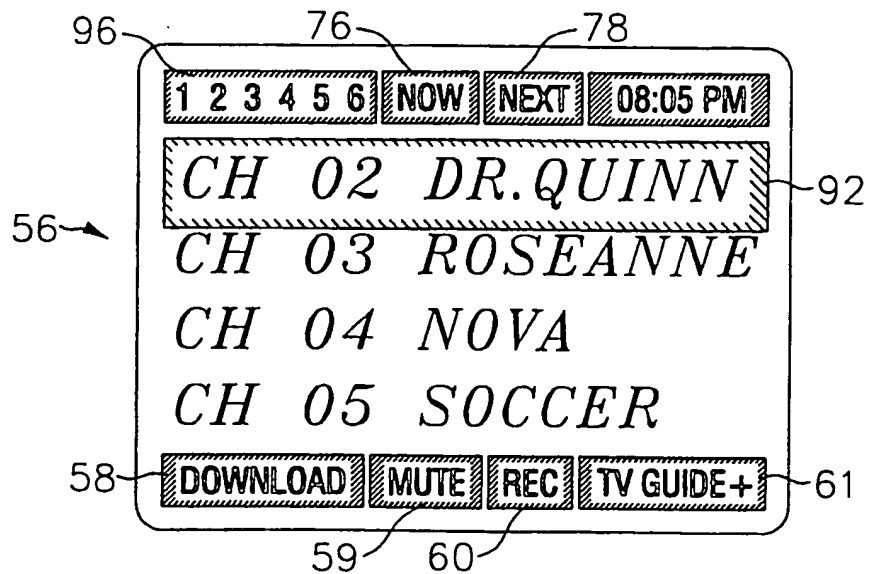 96 76 78
1 2 3 4 5 6 NOW NEXT 08:05 PM
CH 02 DR.QUINN 92
56
CH 03 ROSEANNE
CH 04 NOVA
CH 05 SOCCER
58 DOWNLOAD MUTE REC TV GUIDE+ 61
59 60